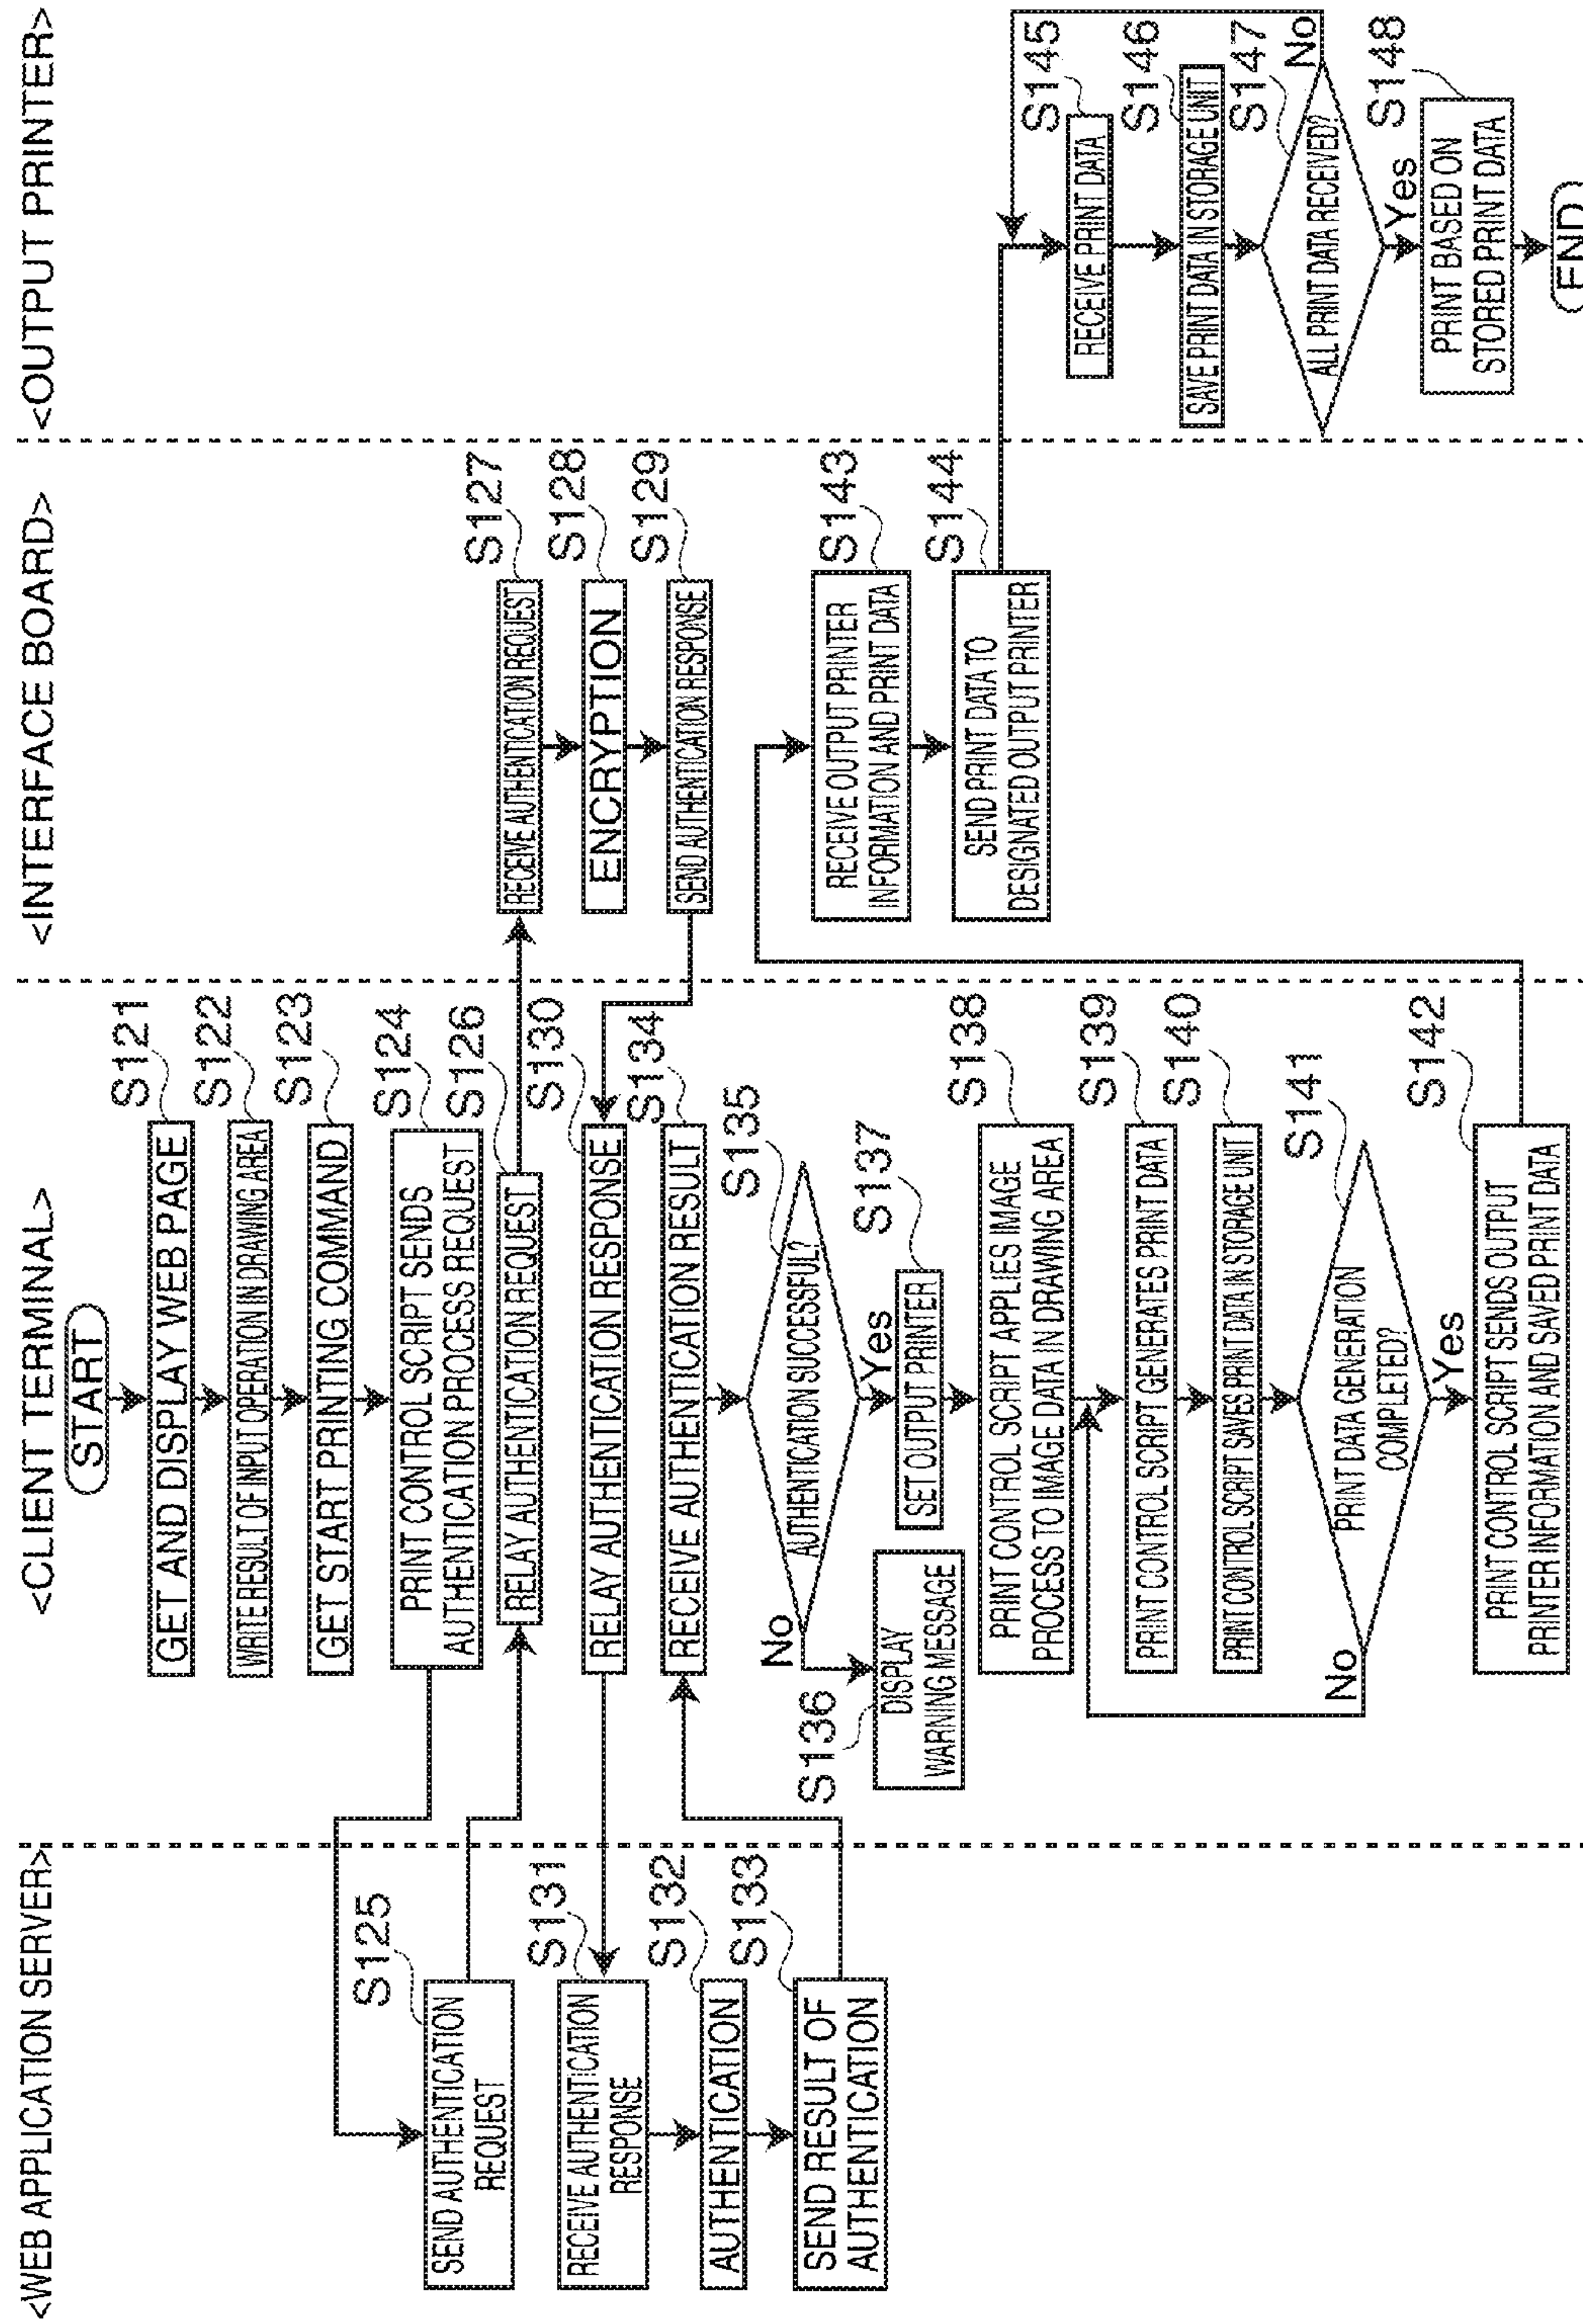 <WEB APPLICATION SERVER>
<CLIENT TERMINAL>
<INTERFACE BOARD>
<OUTPUT PRINTER>
START
S121
GET AND DISPLAY WEB PAGE
S122
WRITE RESULT OF INPUT OPERATION IN DRAWING AREA
S123
GET START PRINTING COMMAND
S124
PRINT CONTROL SCRIPT SENDS
AUTHENTICATION PROCESS REQUEST
S125
SEND AUTHENTICATION
REQUEST
S126
RELAY AUTHENTICATION REQUEST
S127
RECEIVE AUTHENTICATION REQUEST
S128
ENCRYPTION
S129
SEND AUTHENTICATION RESPONSE
S130
RELAY AUTHENTICATION RESPONSE
S131
RECEIVE AUTHENTICATION
RESPONSE
S132
AUTHENTICATION
S133
SEND RESULT OF
AUTHENTICATION
S134
RECEIVE AUTHENTICATION RESULT
S135
AUTHENTICATION SUCCESSFUL?
No
Yes
S136
DISPLAY
WARNING MESSAGE
S137
SET OUTPUT PRINTER
S138
PRINT CONTROL SCRIPT APPLIES IMAGE
PROCESS TO IMAGE DATA IN DRAWING AREA
S139
PRINT CONTROL SCRIPT GENERATES PRINT DATA
S140
PRINT CONTROL SCRIPT SAVES PRINT DATA IN STORAGE UNIT
S141
PRINT DATA GENERATION
COMPLETED?
No
Yes
S142
PRINT CONTROL SCRIPT SENDS OUTPUT
PRINTER INFORMATION AND SAVED PRINT DATA
S143
RECEIVE OUTPUT PRINTER
INFORMATION AND PRINT DATA
S144
SEND PRINT DATA TO
DESIGNATED OUTPUT PRINTER
S145
RECEIVE PRINT DATA
S146
SAVE PRINT DATA IN STORAGE UNIT
S147
ALL PRINT DATA RECEIVED?
No
Yes
S148
PRINT BASED ON
STORED PRINT DATA
END